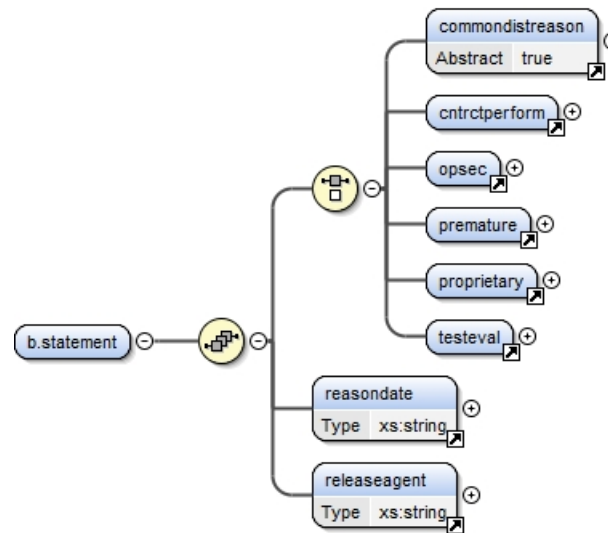 commondistreason
Abstract true
cntrctperform
opsec
premature
proprietary
b.statement
testeval
reasondate
Type xs:string
releaseagent
Type xs:string